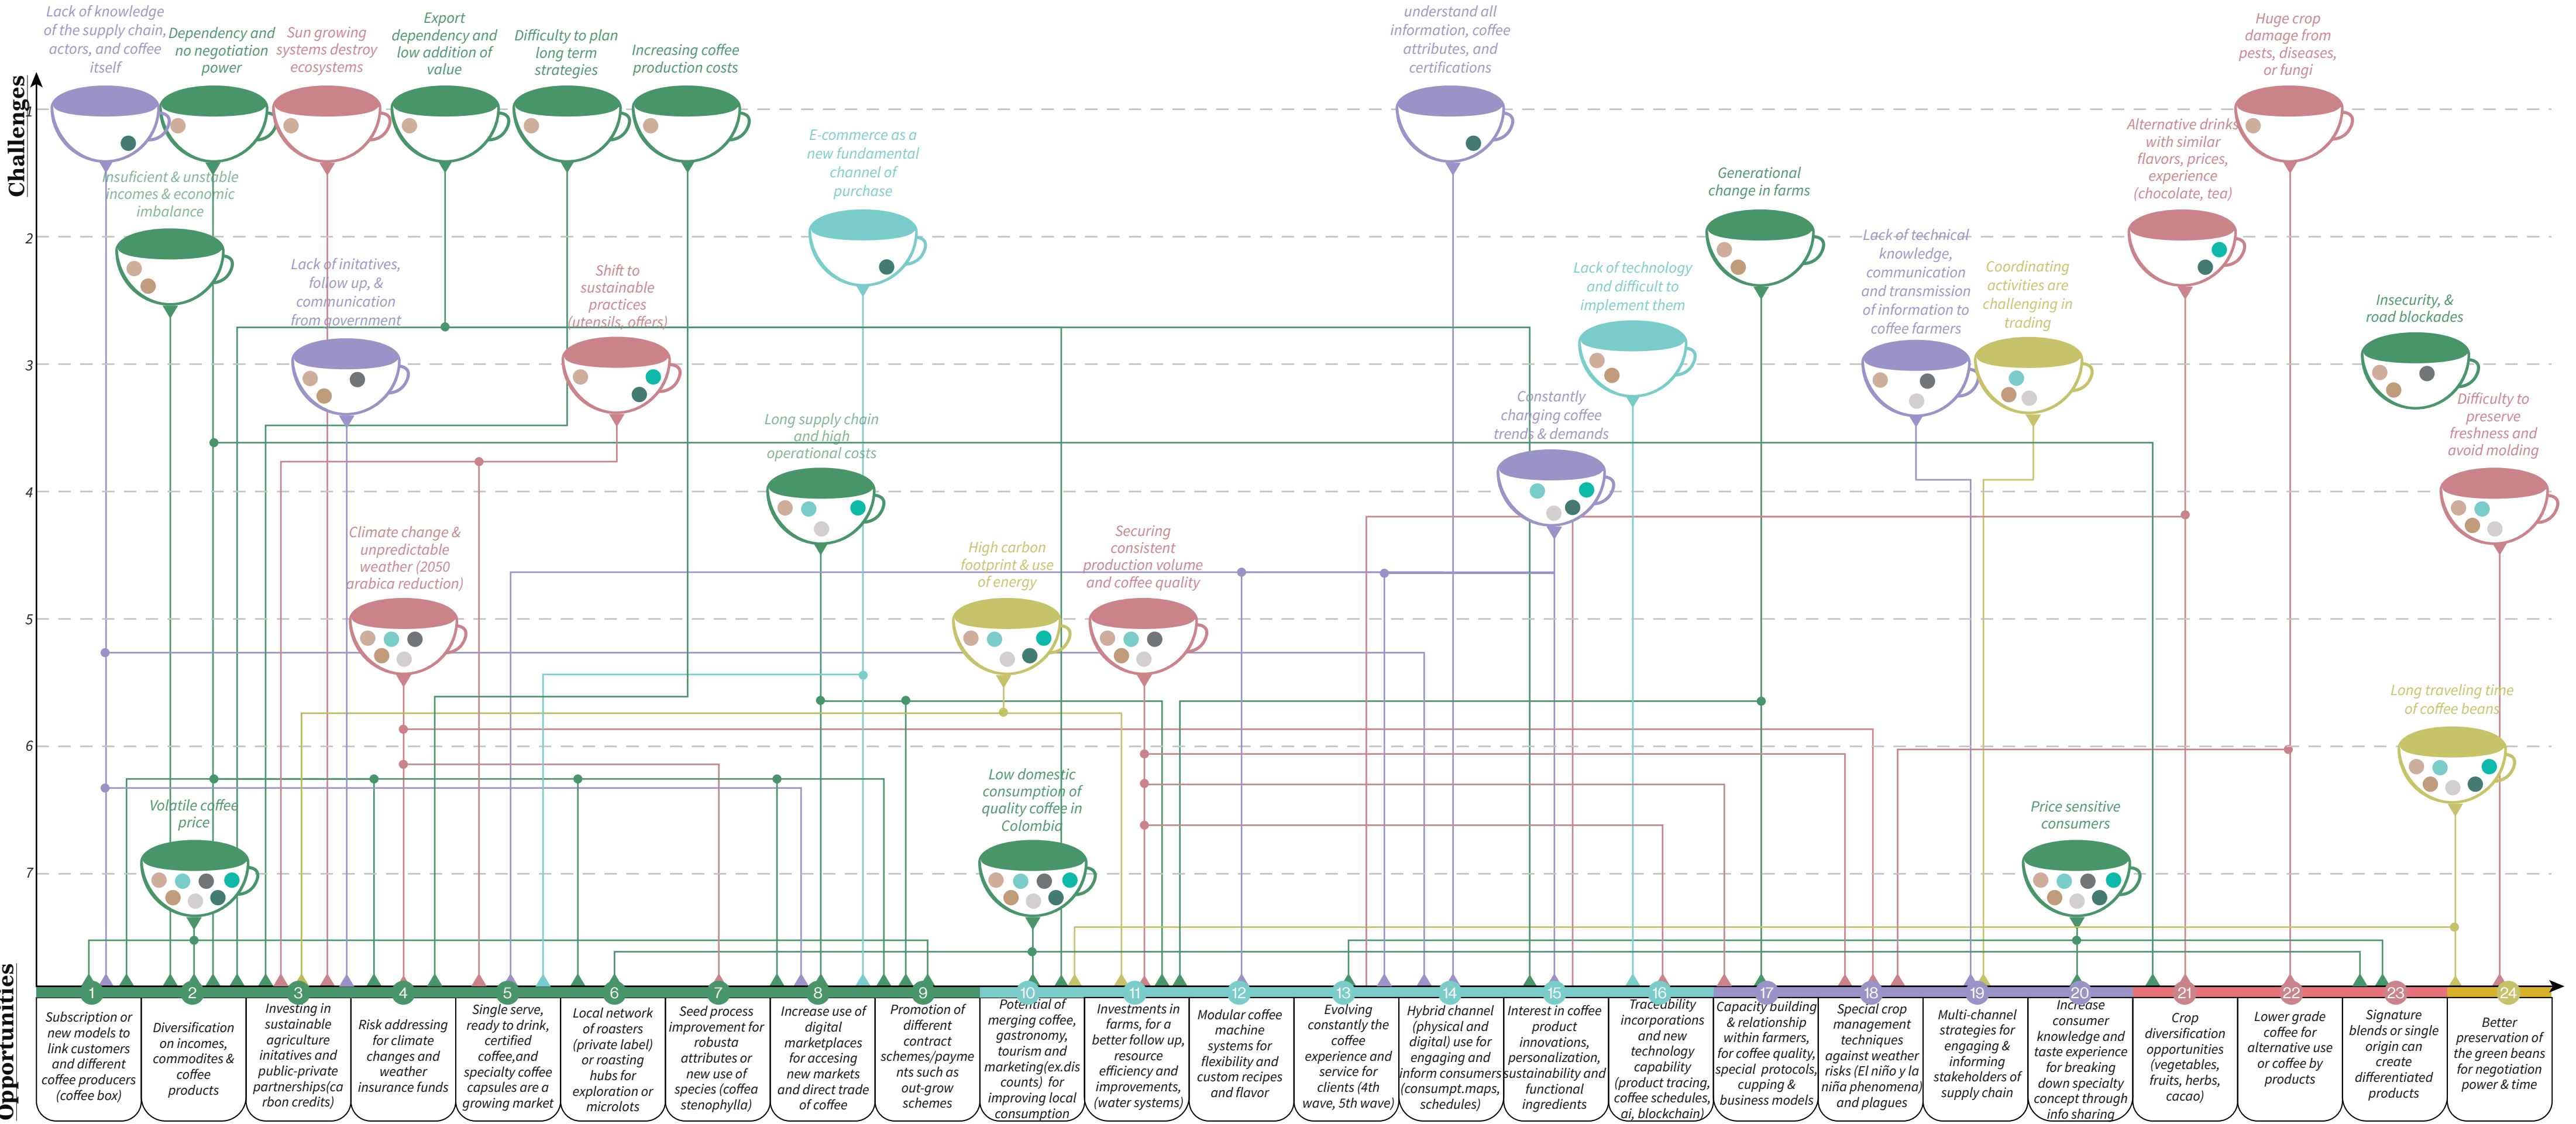 Challenges
1
2
3
4
5
6
7
Lack of knowledge
of the supply chain,
actors, and coffee
itself
Dependency and
no negotiation
power
Sun growing
systems destroy
ecosystems
Export
dependency and
low addition of
value
Difficulty to plan
long term
strategies
Increasing coffee
production costs
understand all
information, coffee
attributes, and
certifications
Huge crop
damage from
pests, diseases,
or fungi
E-commerce as a
new fundamental
channel of
purchase
Alternative drinks
with similar
flavors, prices,
experience
(chocolate, tea)
Insuficient & unstable
incomes & economic
imbalance
Generational
change in farms
Lack of initatives,
follow up, &
communication
from government
Shift to
sustainable
practices
(utensils, offers)
Lack of technology
and difficult to
implement them
Lack of technical
knowledge,
communication
and transmission
of information to
coffee farmers
Coordinating
activities are
challenging in
trading
Insecurity, &
road blockades
Long supply chain
and high
operational costs
Constantly
changing coffee
trends & demands
Difficulty to
preserve
freshness and
avoid molding
Climate change &
unpredictable
weather (2050
arabica reduction)
High carbon
footprint & use
of energy
Securing
consistent
production volume
and coffee quality
Long traveling time
of coffee beans
Volatile coffee
price
Low domestic
consumption of
quality coffee in
Colombia
Price sensitive
consumers
Opportunities
1
Subscription or
new models to
link customers
and different
coffee producers
(coffee box)
2
Diversification
on incomes,
commodites &
coffee
products
3
Investing in
sustainable
agriculture
initatives and
public-private
partnerships(ca
rbon credits)
4
Risk addressing
for climate
changes and
weather
insurance funds
5
Single serve,
ready to drink,
certified
coffee,and
specialty coffee
capsules are a
growing market
6
Local network
of roasters
(private label)
or roasting
hubs for
exploration or
microlots
7
Seed process
improvement for
robusta
attributes or
new use of
species (coffea
stenophylla)
8
Increase use of
digital
marketplaces
for accesing
new markets
and direct trade
of coffee
9
Promotion of
different
contract
schemes/payme
nts such as
out-grow
schemes
10
Potential of
merging coffee,
gastronomy,
tourism and
marketing(ex.dis
counts) for
improving local
consumption
11
Investments in
farms, for a
better follow up,
resource
efficiency and
improvements,
(water systems)
12
Modular coffee
machine
systems for
flexibility and
custom recipes
and flavor
13
Evolving
constantly the
coffee
experience and
service for
clients (4th
wave, 5th wave)
14
Hybrid channel
(physical and
digital) use for
engaging and
inform consumers
(consumpt.maps,
schedules)
15
Interest in coffee
product
innovations,
personalization,
sustainability and
functional
ingredients
16
Traceability
incorporations
and new
technology
capability
(product tracing,
coffee schedules,
ai, blockchain)
17
Capacity building
& relationship
within farmers,
for coffee quality,
special protocols,
cupping &
business models
18
Special crop
management
techniques
against weather
risks (El niño y la
niña phenomena)
and plagues
19
Multi-channel
strategies for
engaging &
informing
stakeholders of
supply chain
20
Increase
consumer
knowledge and
taste experience
for breaking
down specialty
concept through
info sharing
21
Crop
diversification
opportunities
(vegetables,
fruits, herbs,
cacao)
22
Lower grade
coffee for
alternative use
or coffee by
products
23
Signature
blends or single
origin can
create
differentiated
products
24
Better
preservation of
the green beans
for negotiation
power & time